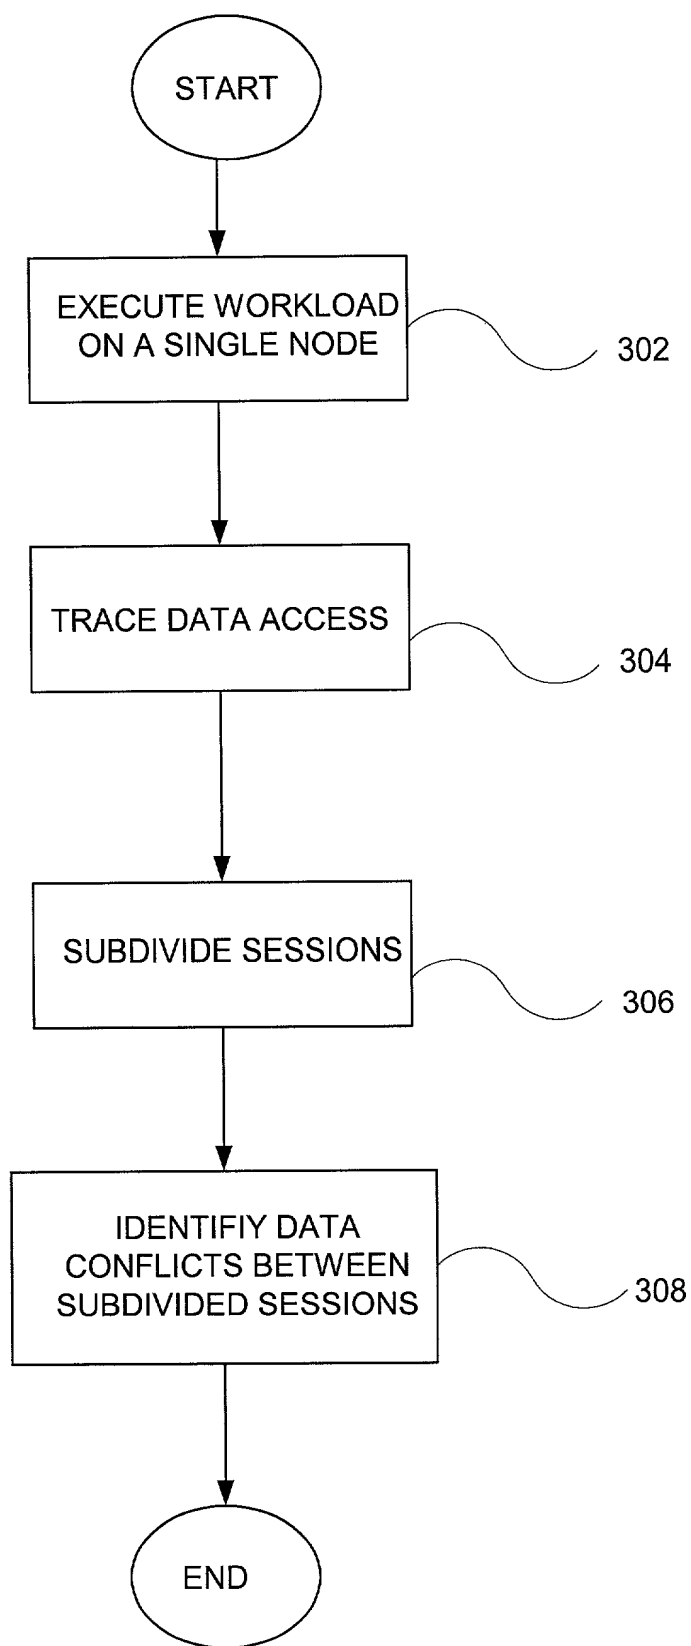 START
EXECUTE WORKLOAD
ON A SINGLE NODE
302
TRACE DATA ACCESS
304
SUBDIVIDE SESSIONS
306
IDENTIFIY DATA
CONFLICTS BETWEEN
SUBDIVIDED SESSIONS
308
END